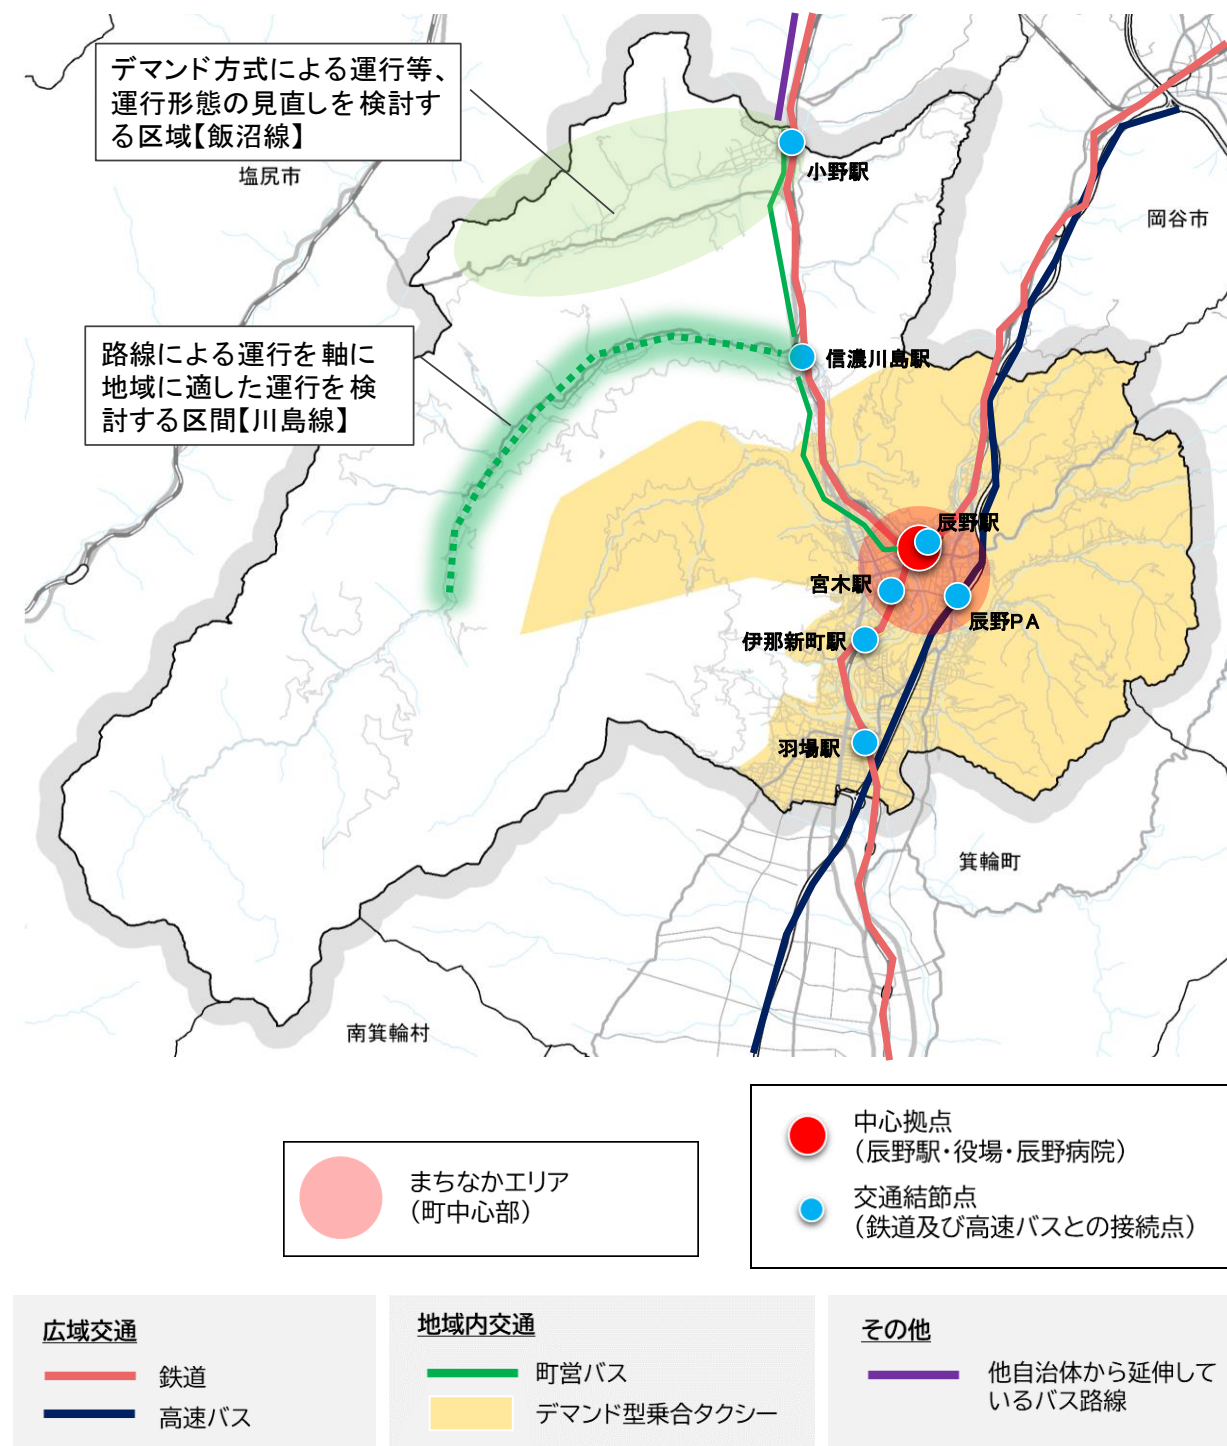 デマンド方式による運行等、
運行形態の見直しを検討す
る区域【飯沼線】
塩尻市
小野駅
岡谷市
路線による運行を軸に
地域に適した運行を検
討する区間【川島線】
信濃川島駅
辰野駅
宮木駅
辰野PA
伊那新町駅
羽場駅
箕輪町
南箕輪村
中心拠点
（辰野駅・役場・辰野病院）
まちなかエリア
（町中心部）
交通結節点
（鉄道及び高速バスとの接続点）
広域交通
鉄道
高速バス
地域内交通
町営バス
デマンド型乗合タクシー
その他
他自治体から延伸して
いるバス路線